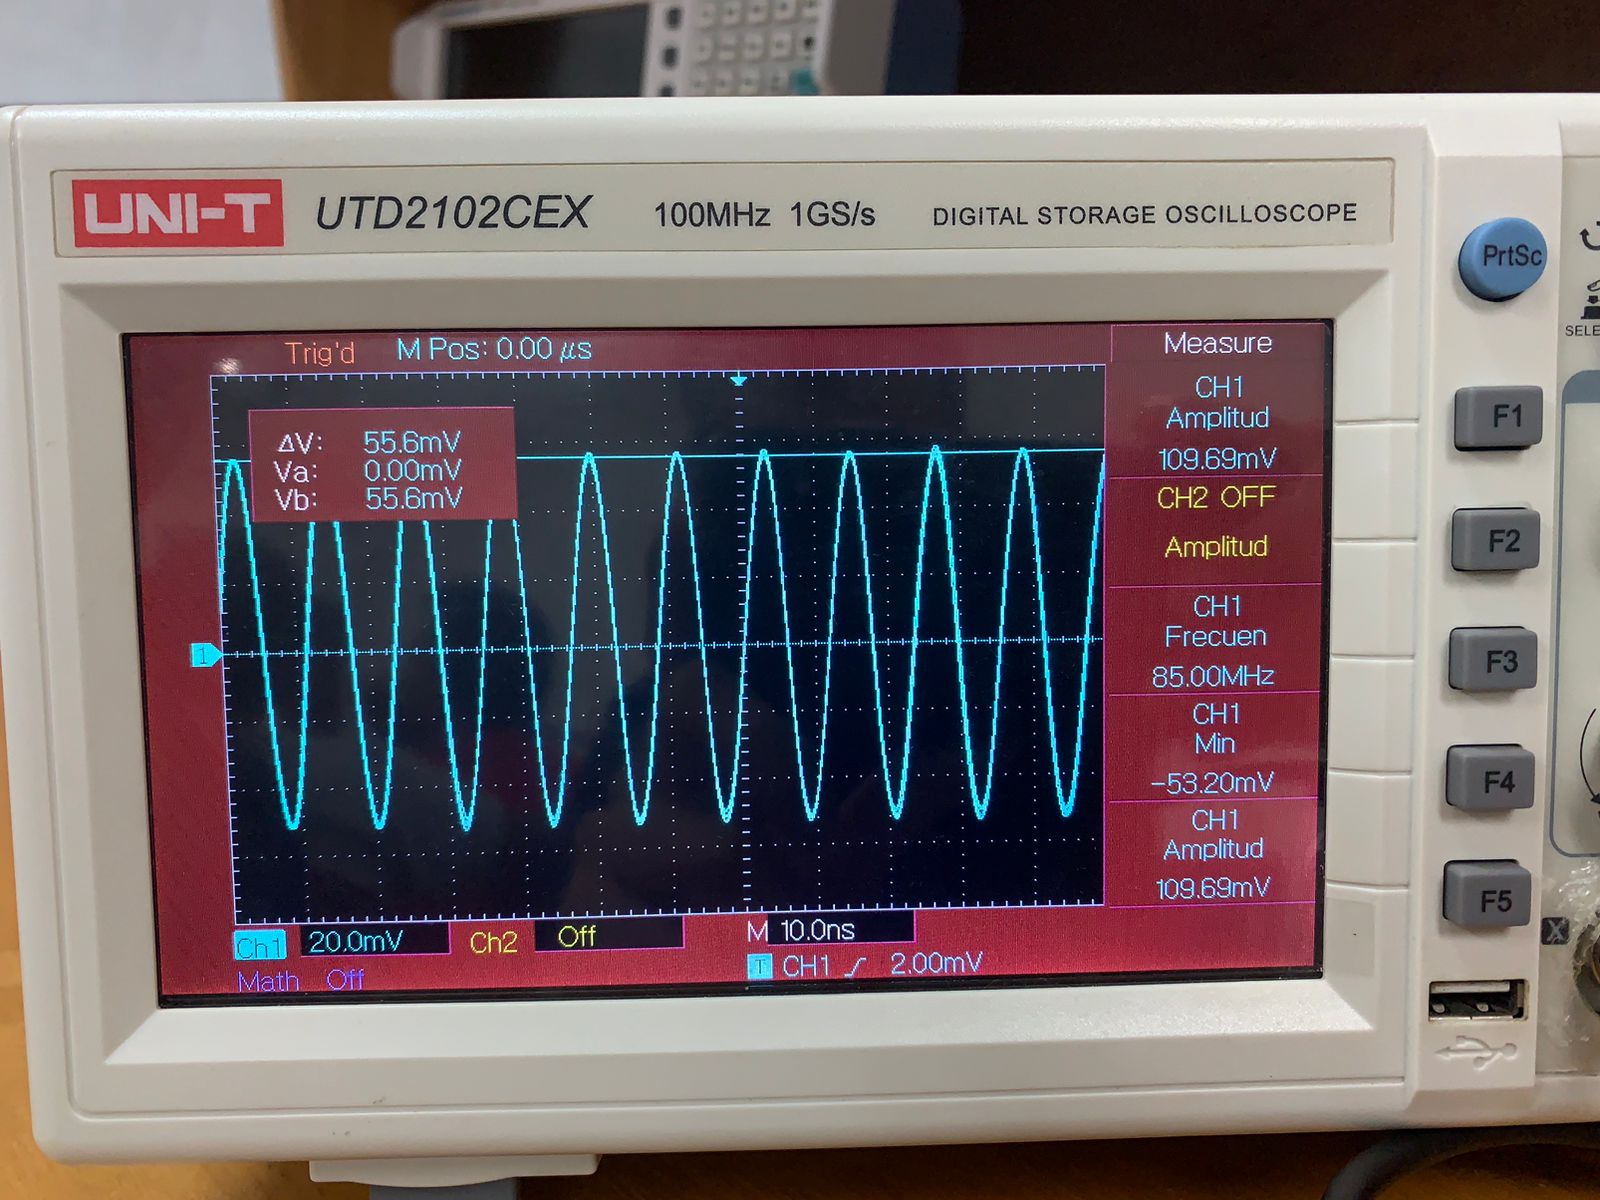 UNI-T UTD2102CEX 100MHz 1GS/s DIGITAL STORAGE OSCILLOSCOPE
PrtSc
Trig'd M Pos: 0.00 µs
Measure
ΔV: 55.6mV
Va: 0.00mV
Vb: 55.6mV
CH1
Amplitud
109.69mV
CH2 OFF
Amplitud
CH1
Frecuen
85.00MHz
CH1
Min
-53.20mV
CH1
Amplitud
109.69mV
1
Ch1 20.0mV Ch2 Off M 10.0ns
Math Off T CH1 2.00mV
F1
F2
F3
F4
F5
X